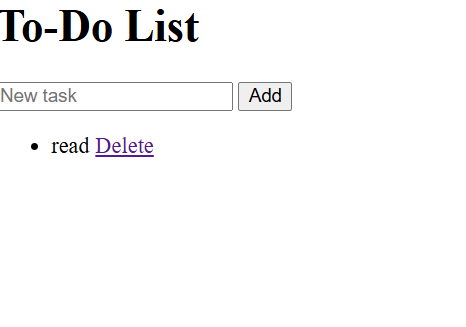 To-Do List
New task Add
read Delete